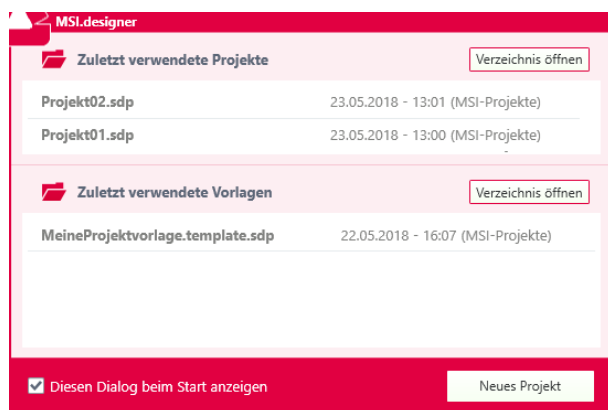 MSI.designer
Zuletzt verwendete Projekte Verzeichnis öffnen
Projekt02.sdp 23.05.2018 - 13:01 (MSI-Projekte)
Projekt01.sdp 23.05.2018 - 13:00 (MSI-Projekte)
Zuletzt verwendete Vorlagen Verzeichnis öffnen
MeineProjektvorlage.template.sdp 22.05.2018 - 16:07 (MSI-Projekte)
Diesen Dialog beim Start anzeigen Neues Projekt